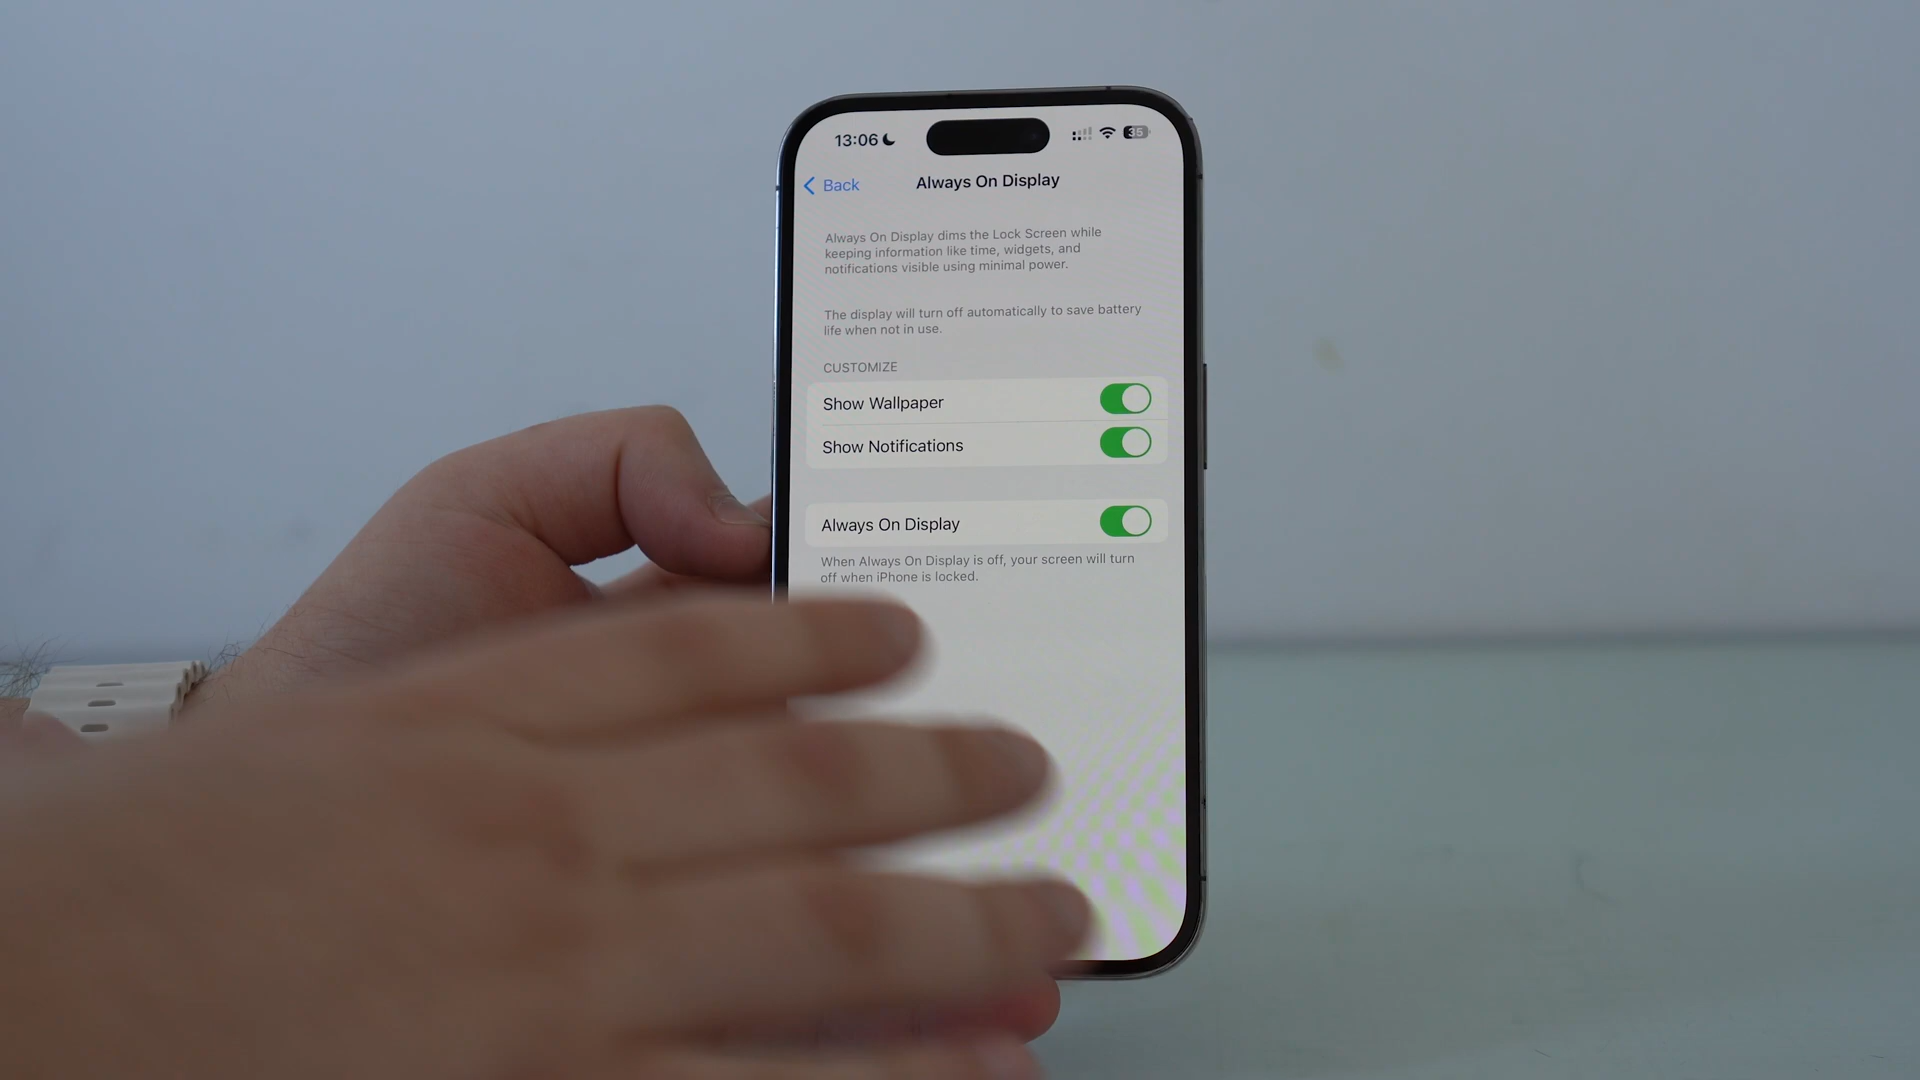 13:06
35
Back
Always On Display
Always On Display dims the Lock Screen while
keeping information like time, widgets, and
notifications visible using minimal power.
The display will turn off automatically to save battery
life when not in use.
CUSTOMIZE
Show Wallpaper
Show Notifications
Always On Display
When Always On Display is off, your screen will turn
off when iPhone is locked.